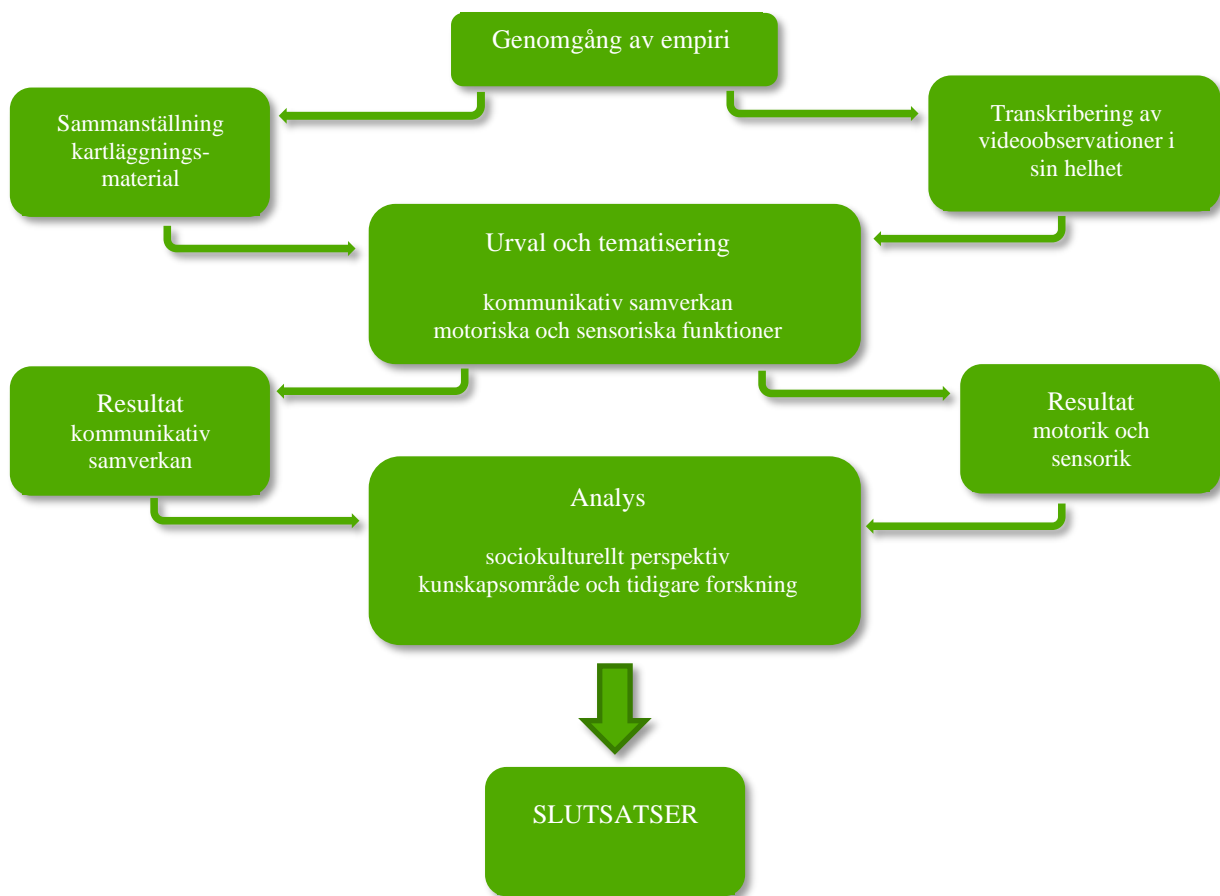 Genomgång av empiri
Sammanställning
kartläggnings-
material
Transkribering av
videoobservationer i
sin helhet
Urval och tematisering
kommunikativ samverkan
motoriska och sensoriska funktioner
Resultat
kommunikativ
samverkan
Resultat
motorik och
sensorik
Analys
sociokulturellt perspektiv
kunskapsområde och tidigare forskning
SLUTSATSER